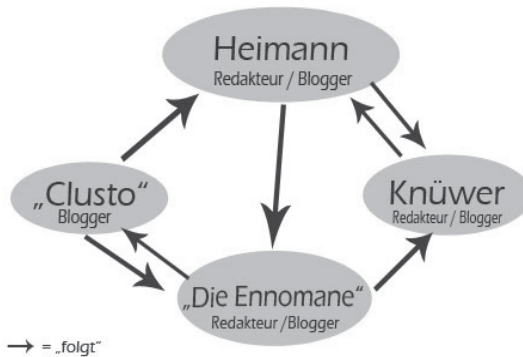 Heimann
Redakteur / Blogger
„Clusto“
Blogger
Knüwer
Redakteur / Blogger
„Die Ennomane“
Redakteur /Blogger
= „folgt“